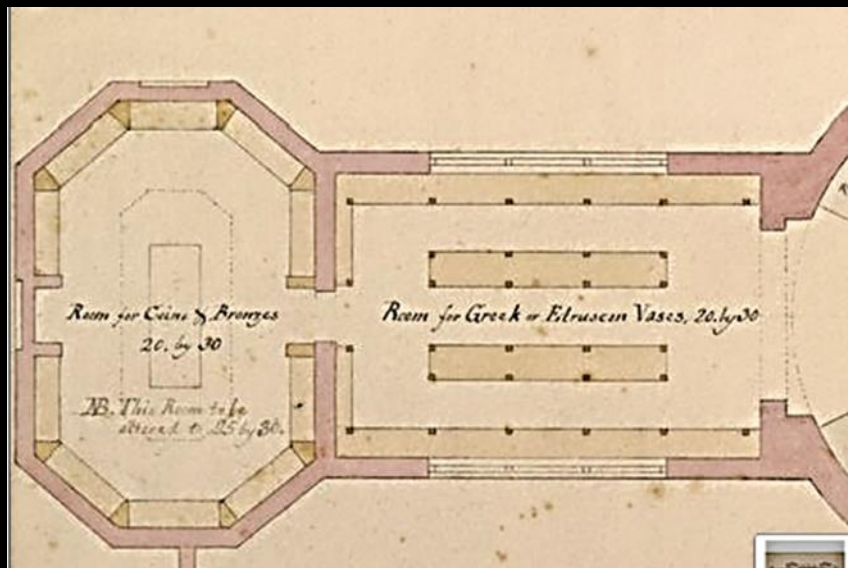 Room for Coins & Bronzes
20. by 30
NB. This Room to be
altered to 25 by 30.
Room for Greek or Etruscan Vases, 20. by 30